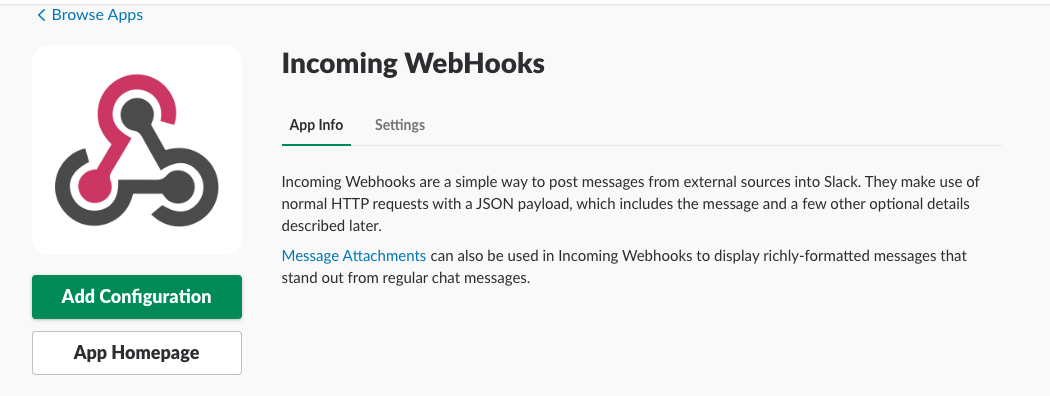 Browse Apps
Incoming WebHooks
App Info
Settings
Incoming Webhooks are a simple way to post messages from external sources into Slack. They make use of
normal HTTP requests with a JSON payload, which includes the message and a few other optional details
described later.
Message Attachments can also be used in Incoming Webhooks to display richly-formatted messages that
stand out from regular chat messages.
Add Configuration
App Homepage